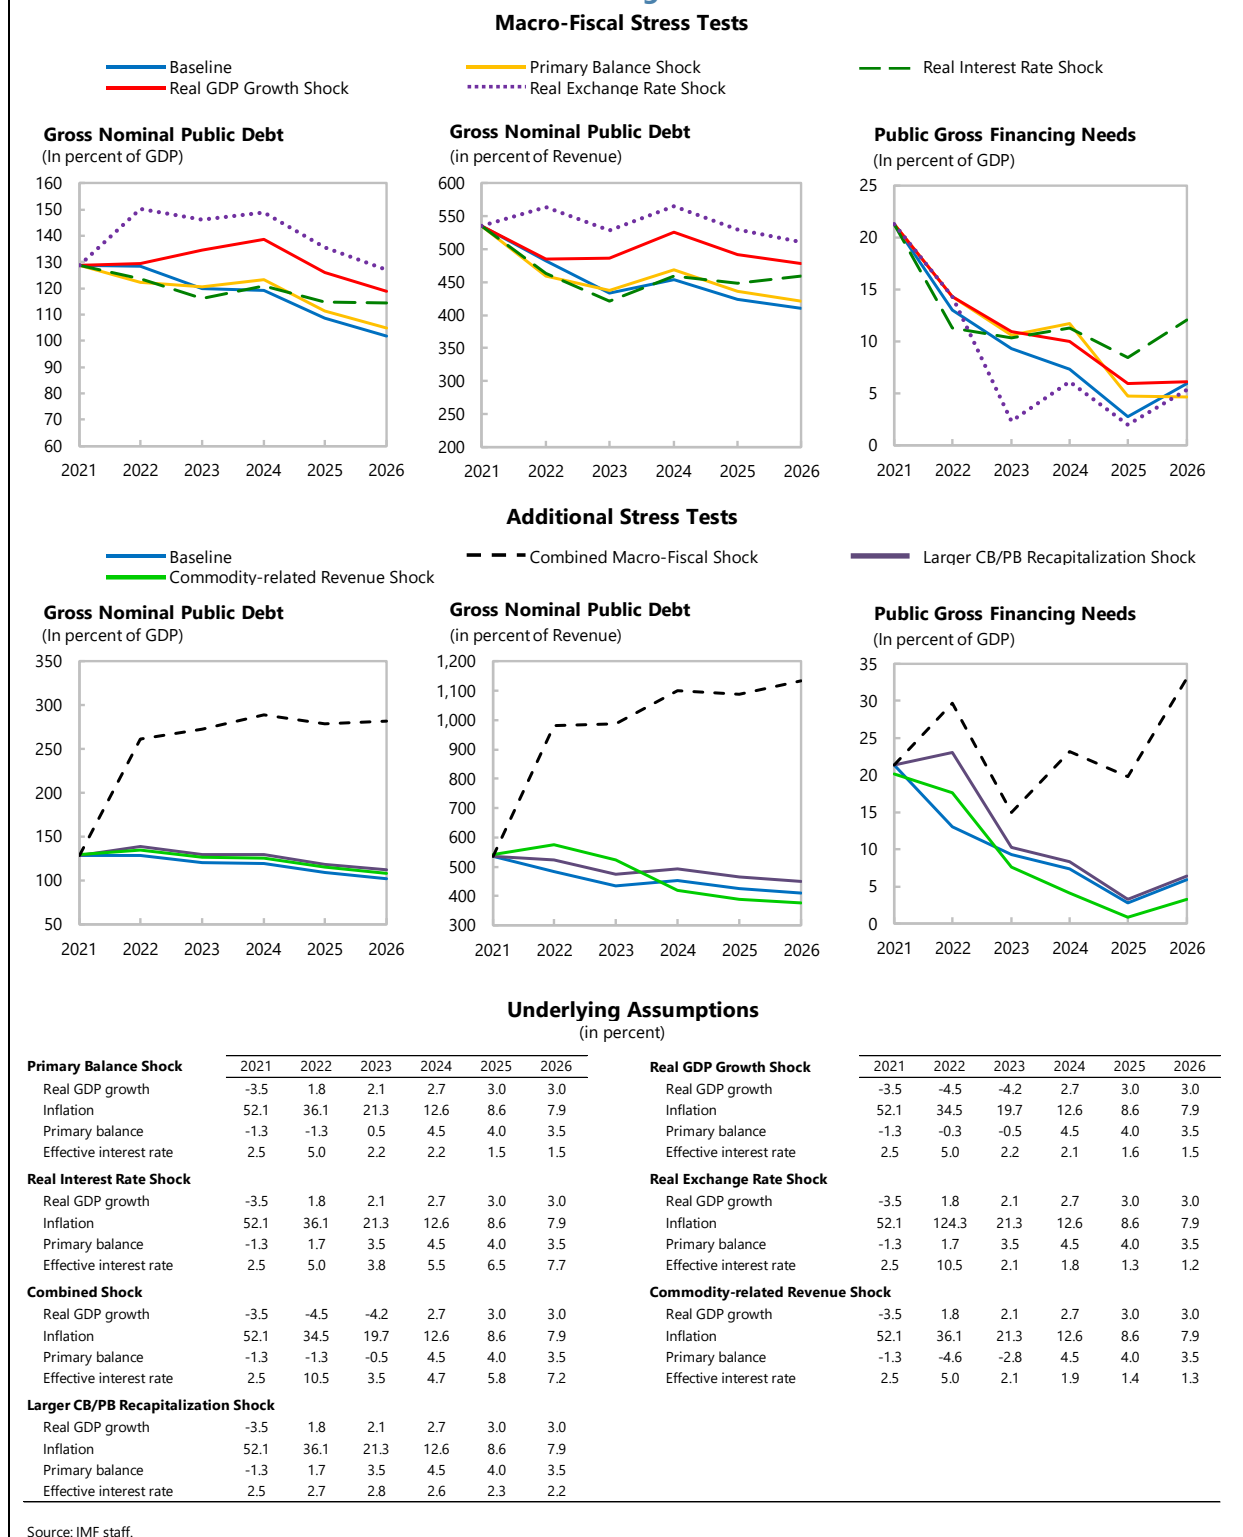 Macro-Fiscal Stress Tests
Baseline
Primary Balance Shock
Real Interest Rate Shock
Real GDP Growth Shock
Real Exchange Rate Shock
Gross Nominal Public Debt
(In percent of GDP)
160
150
140
130
120
110
100
90
80
70
60
2021 2022 2023 2024 2025 2026
Gross Nominal Public Debt
(in percent of Revenue)
600
550
500
450
400
350
300
250
200
2021 2022 2023 2024 2025 2026
Public Gross Financing Needs
(In percent of GDP)
25
20
15
10
5
0
2021 2022 2023 2024 2025 2026
Additional Stress Tests
Baseline
Combined Macro-Fiscal Shock
Larger CB/PB Recapitalization Shock
Commodity-related Revenue Shock
Gross Nominal Public Debt
(In percent of GDP)
350
300
250
200
150
100
50
2021 2022 2023 2024 2025 2026
Gross Nominal Public Debt
(in percent of Revenue)
1,200
1,100
1,000
900
800
700
600
500
400
300
2021 2022 2023 2024 2025 2026
Public Gross Financing Needs
(In percent of GDP)
35
30
25
20
15
10
5
0
2021 2022 2023 2024 2025 2026
Underlying Assumptions
(in percent)
Primary Balance Shock 2021 2022 2023 2024 2025 2026
Real GDP growth -3.5 1.8 2.1 2.7 3.0 3.0
Inflation 52.1 36.1 21.3 12.6 8.6 7.9
Primary balance -1.3 -1.3 0.5 4.5 4.0 3.5
Effective interest rate 2.5 5.0 2.2 2.2 1.5 1.5
Real Interest Rate Shock
Real GDP growth -3.5 1.8 2.1 2.7 3.0 3.0
Inflation 52.1 36.1 21.3 12.6 8.6 7.9
Primary balance -1.3 1.7 3.5 4.5 4.0 3.5
Effective interest rate 2.5 5.0 3.8 5.5 6.5 7.7
Combined Shock
Real GDP growth -3.5 -4.5 -4.2 2.7 3.0 3.0
Inflation 52.1 34.5 19.7 12.6 8.6 7.9
Primary balance -1.3 -1.3 -0.5 4.5 4.0 3.5
Effective interest rate 2.5 10.5 3.5 4.7 5.8 7.2
Larger CB/PB Recapitalization Shock
Real GDP growth -3.5 1.8 2.1 2.7 3.0 3.0
Inflation 52.1 36.1 21.3 12.6 8.6 7.9
Primary balance -1.3 1.7 3.5 4.5 4.0 3.5
Effective interest rate 2.5 2.7 2.8 2.6 2.3 2.2
Real GDP Growth Shock 2021 2022 2023 2024 2025 2026
Real GDP growth -3.5 -4.5 -4.2 2.7 3.0 3.0
Inflation 52.1 34.5 19.7 12.6 8.6 7.9
Primary balance -1.3 -0.3 -0.5 4.5 4.0 3.5
Effective interest rate 2.5 5.0 2.2 2.1 1.6 1.5
Real Exchange Rate Shock
Real GDP growth -3.5 1.8 2.1 2.7 3.0 3.0
Inflation 52.1 124.3 21.3 12.6 8.6 7.9
Primary balance -1.3 1.7 3.5 4.5 4.0 3.5
Effective interest rate 2.5 10.5 2.1 1.8 1.3 1.2
Commodity-related Revenue Shock
Real GDP growth -3.5 1.8 2.1 2.7 3.0 3.0
Inflation 52.1 36.1 21.3 12.6 8.6 7.9
Primary balance -1.3 -4.6 -2.8 4.5 4.0 3.5
Effective interest rate 2.5 5.0 2.1 1.9 1.4 1.3
Source: IMF staff.